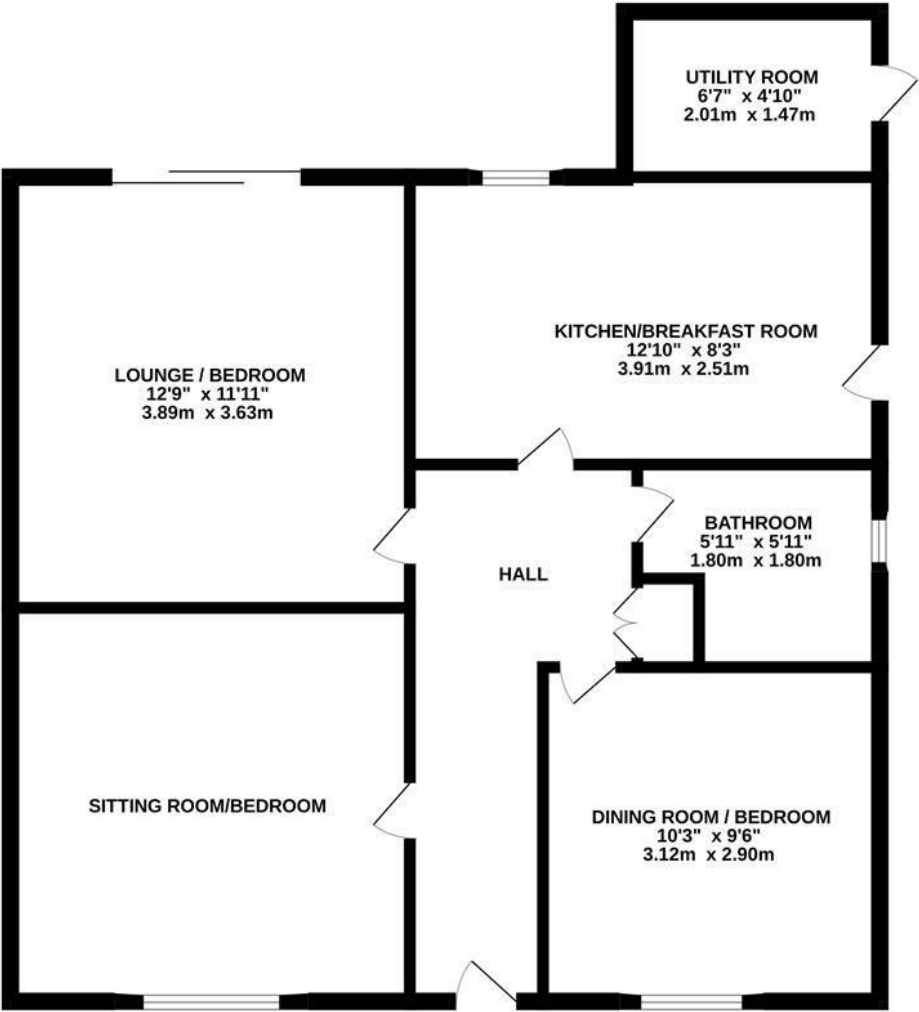 UTILITY ROOM
6'7" x 4'10"
2.01m x 1.47m
KITCHEN/BREAKFAST ROOM
12'10" x 8'3"
3.91m x 2.51m
LOUNGE / BEDROOM
12'9" x 11'11"
3.89m x 3.63m
BATHROOM
5'11" x 5'11"
1.80m x 1.80m
HALL
SITTING ROOM/BEDROOM
DINING ROOM / BEDROOM
10'3" x 9'6"
3.12m x 2.90m